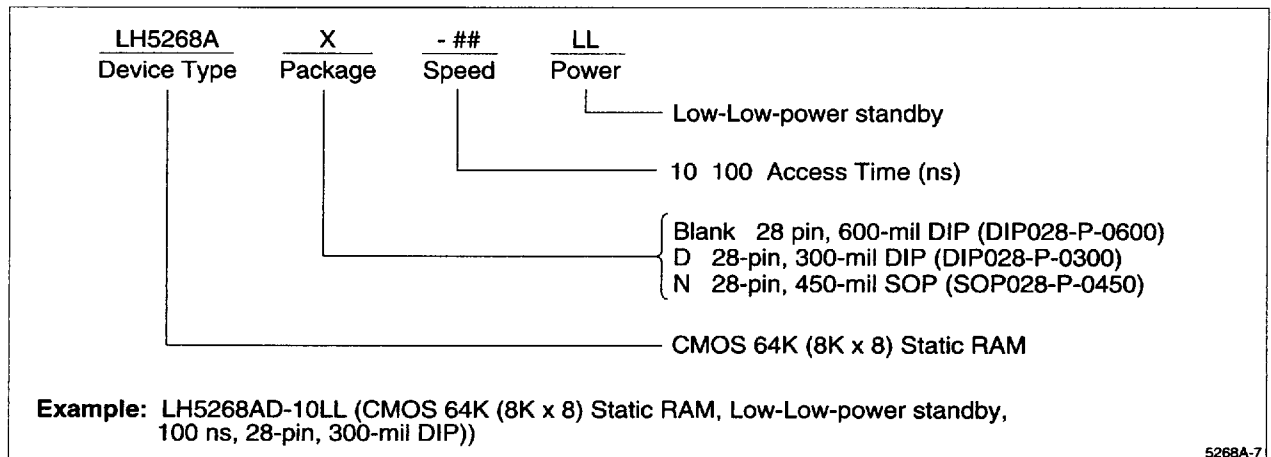 LH5268A X - ## LL
Device Type Package Speed Power
Low-Low-power standby
10 100 Access Time (ns)
Blank 28 pin, 600-mil DIP (DIP028-P-0600)
D 28-pin, 300-mil DIP (DIP028-P-0300)
N 28-pin, 450-mil SOP (SOP028-P-0450)
CMOS 64K (8K x 8) Static RAM
Example: LH5268AD-10LL (CMOS 64K (8K x 8) Static RAM, Low-Low-power standby,
100 ns, 28-pin, 300-mil DIP))
5268A-7